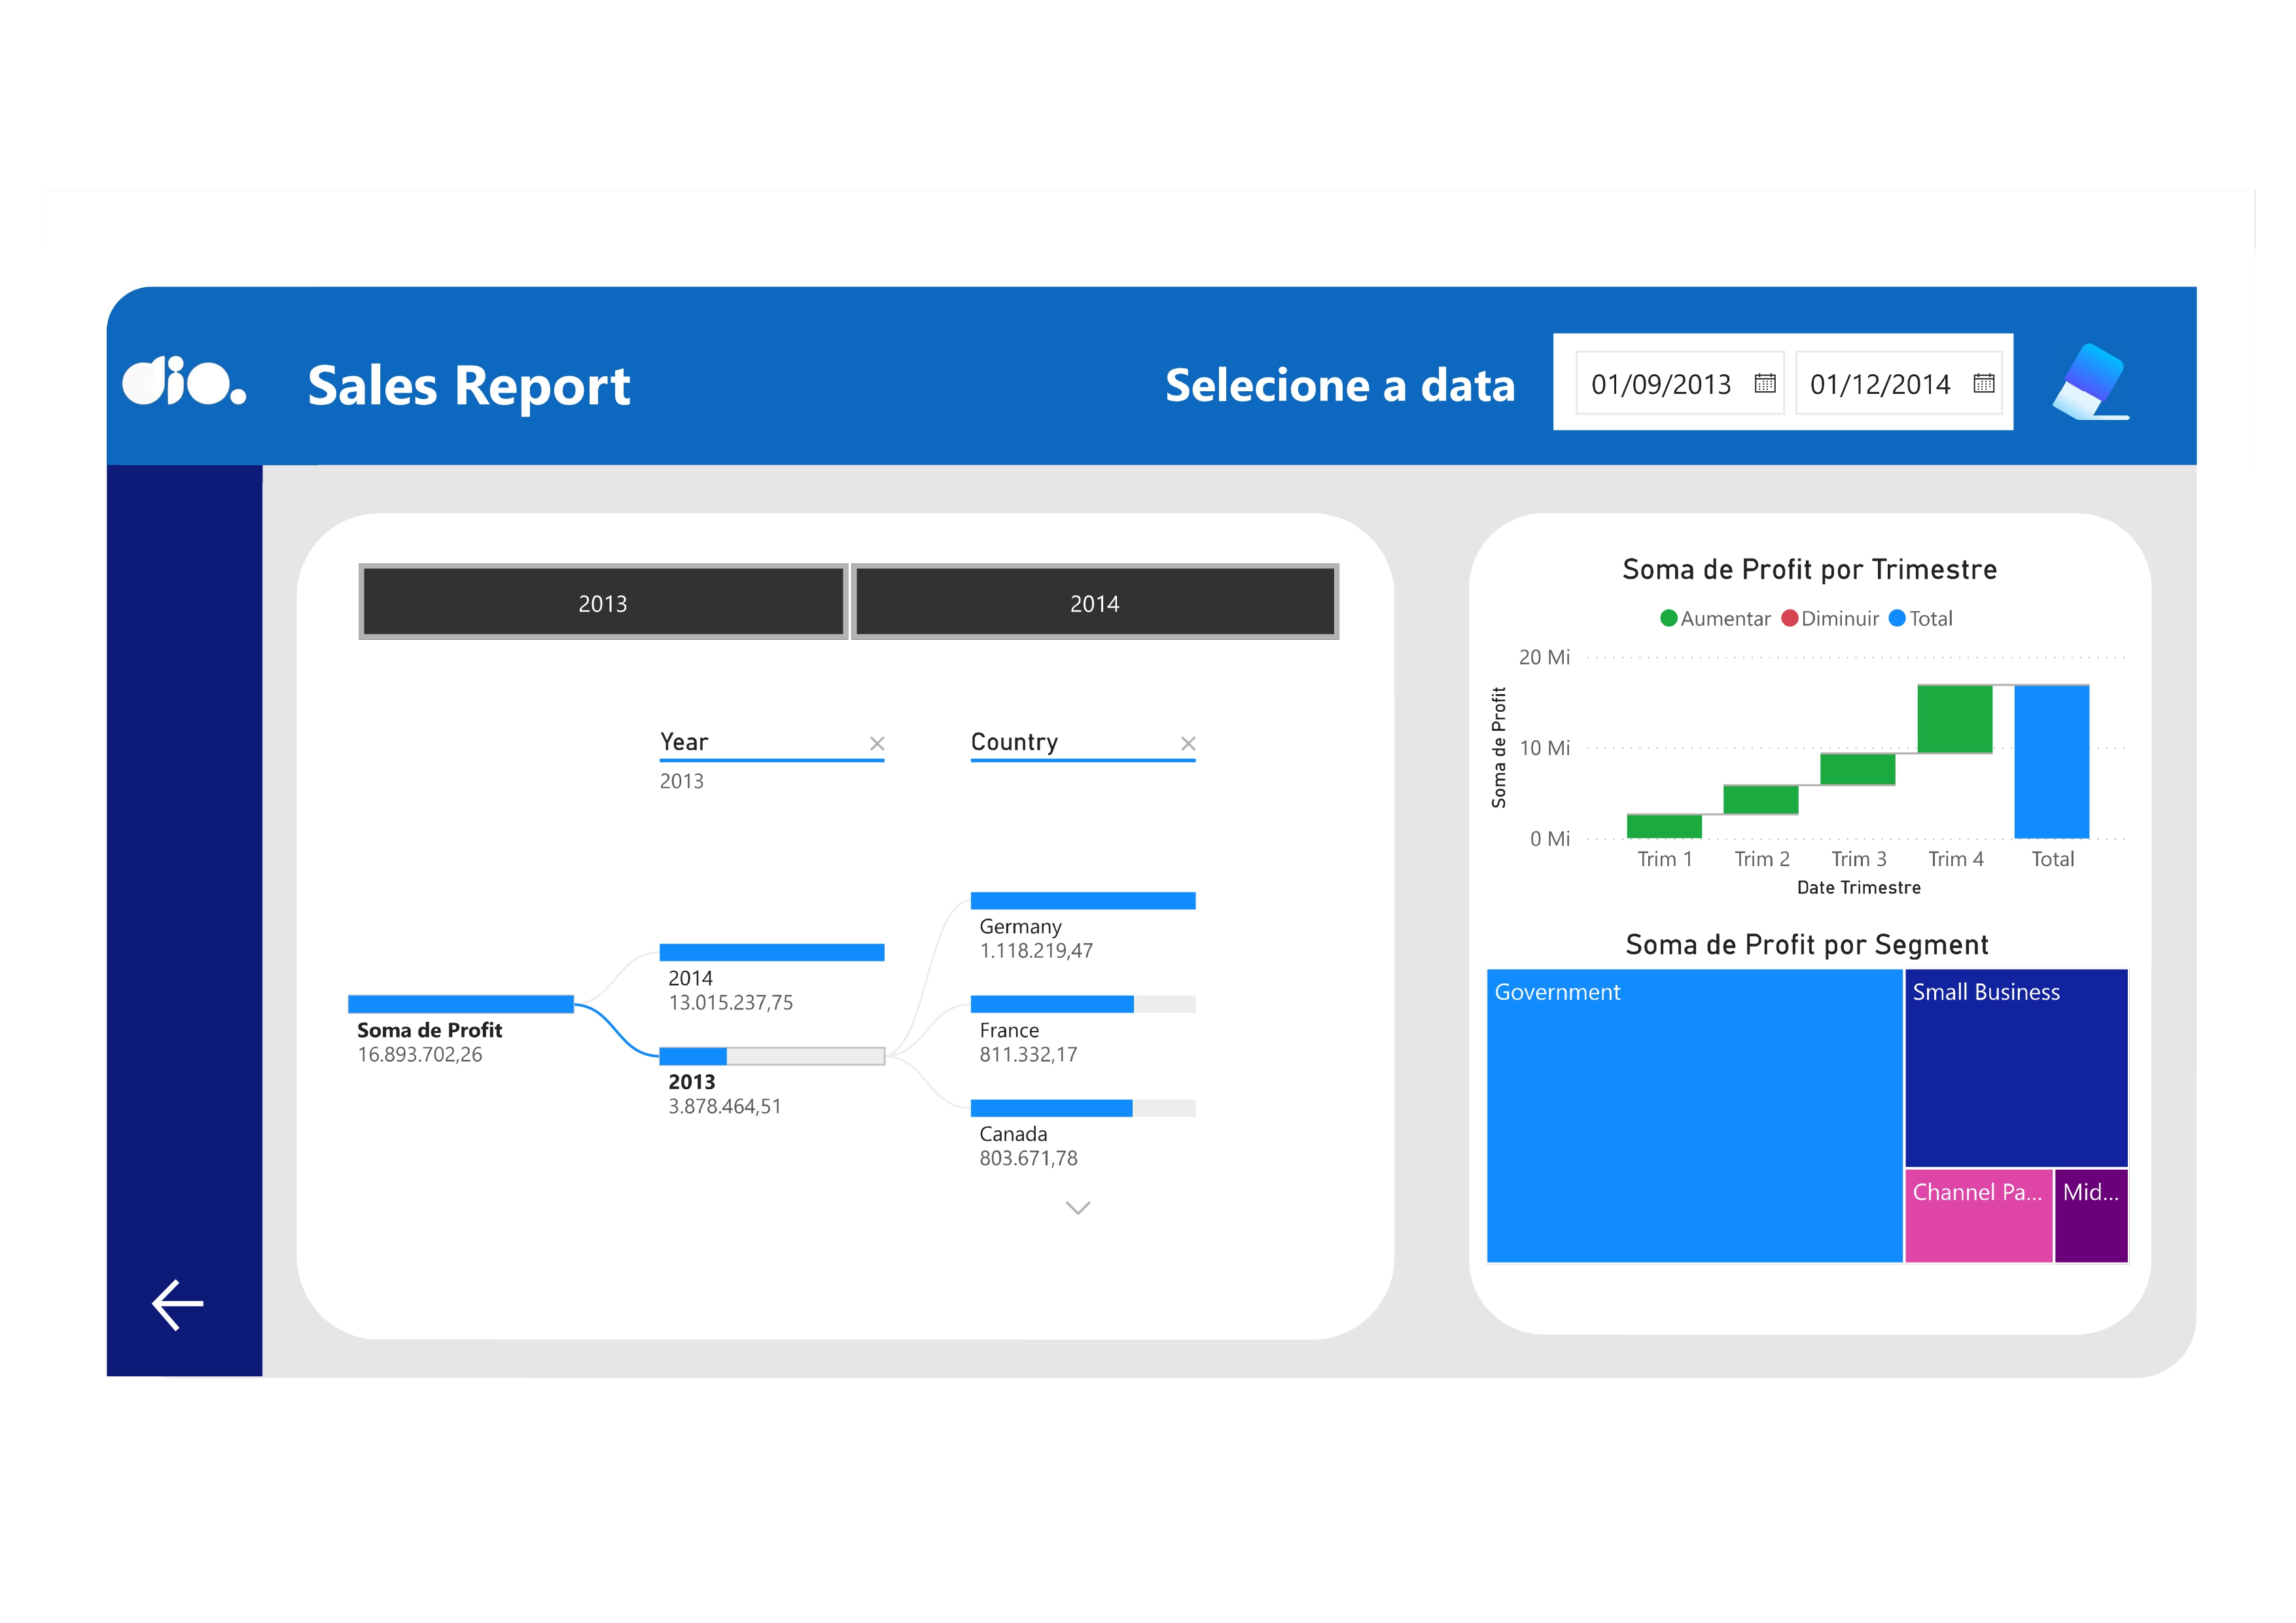 dio.
Sales Report
Selecione a data
01/09/2013
01/12/2014
2013
2014
Year
2013
Country
Soma de Profit
16.893.702,26
2014
13.015.237,75
2013
3.878.464,51
Germany
1.118.219,47
France
811.332,17
Canada
803.671,78
Soma de Profit por Trimestre
Aumentar Diminuir Total
Soma de Profit
20 Mi
10 Mi
0 Mi
Trim 1 Trim 2 Trim 3 Trim 4 Total
Date Trimestre
Soma de Profit por Segment
Government
Small Business
Channel Pa...
Mid...